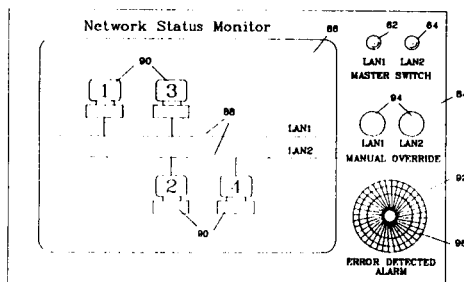 Network Status Monitor
86
62
64
LAN1 LAN2
MASTER SWITCH
90
1
3
94
88
LAN1
LAN2
LAN1 LAN2
MANUAL OVERRIDE
2
4
92
90
96
ERROR DETECTED
ALARM